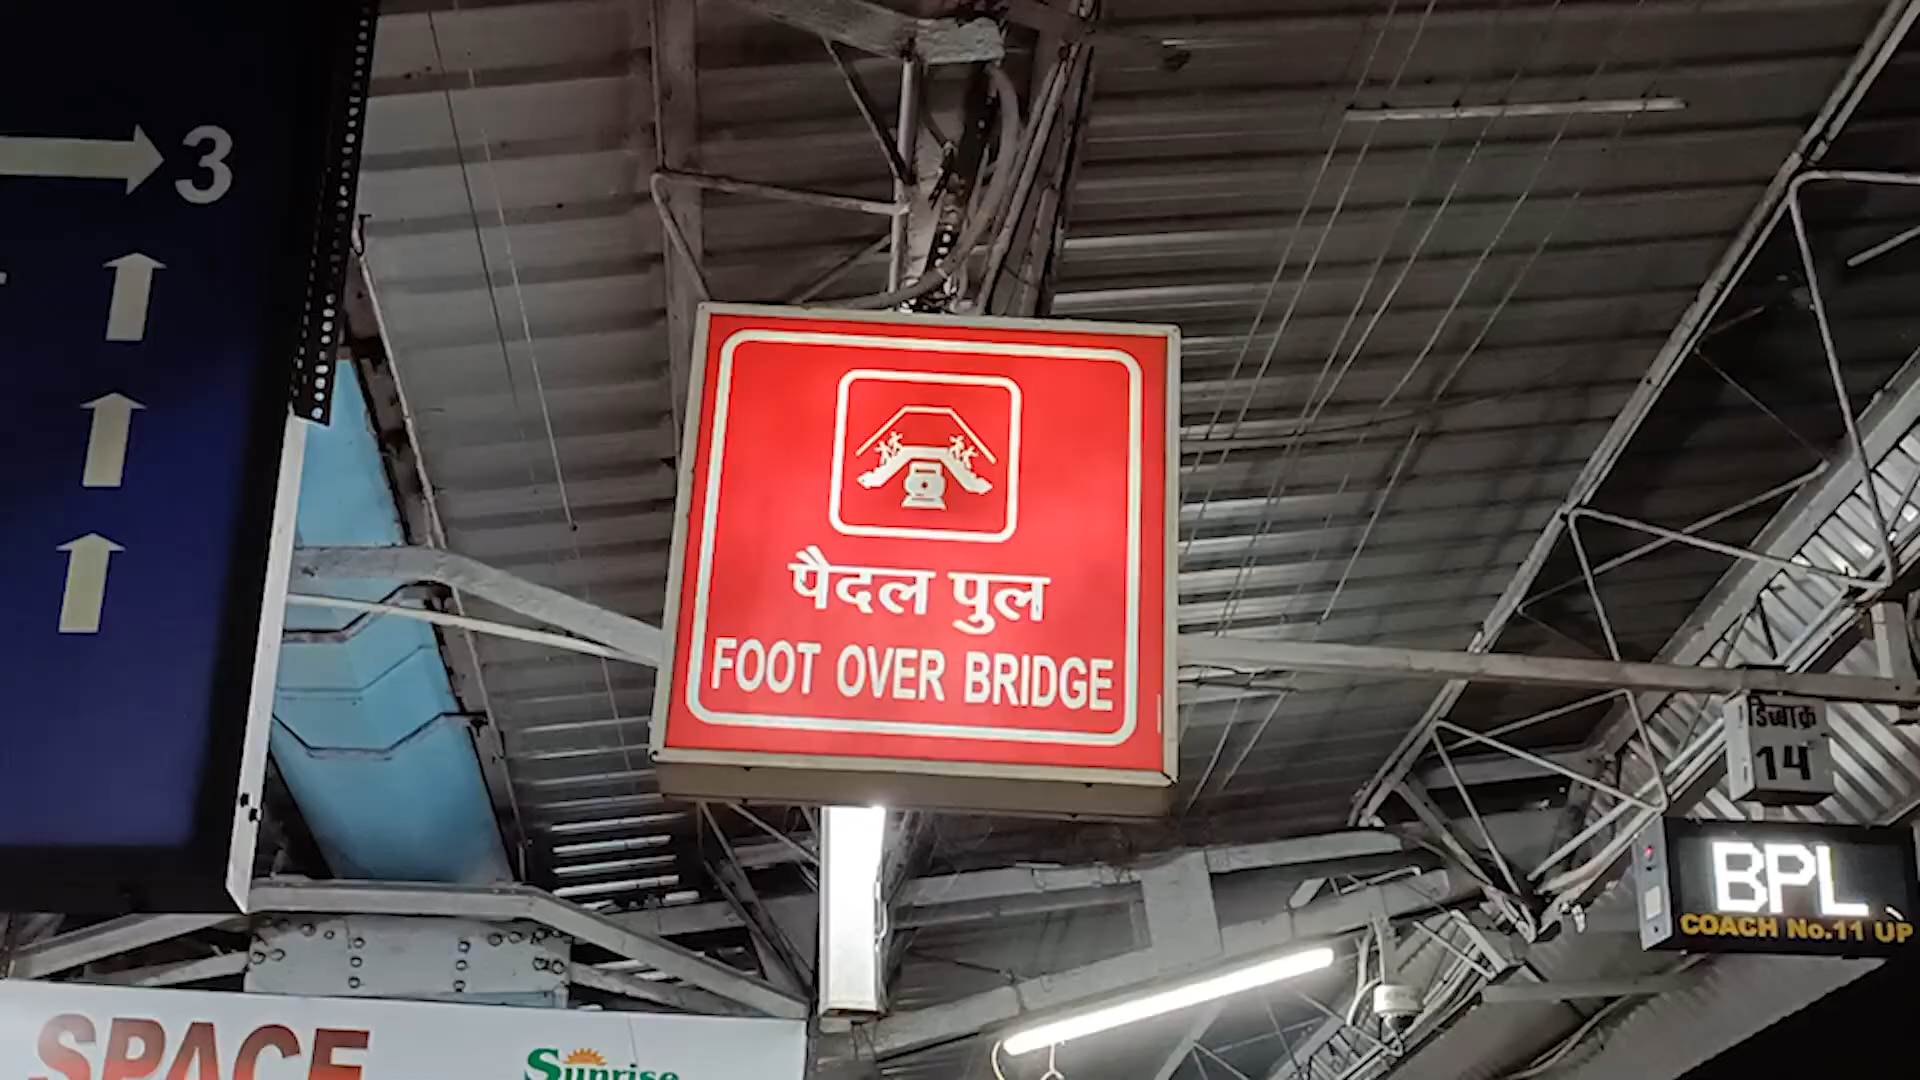 3
पैदल पुल
FOOT OVER BRIDGE
डिब्बा क्र
14
BPL
COACH No.11 UP
SPACE
Sunrise